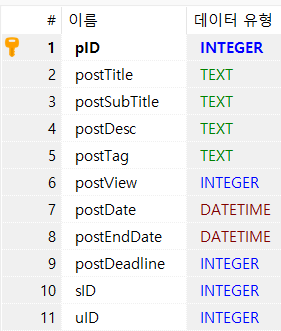 # 이름 데이터 유형
1 pID INTEGER
2 postTitle TEXT
3 postSubTitle TEXT
4 postDesc TEXT
5 postTag TEXT
6 postView INTEGER
7 postDate DATETIME
8 postEndDate DATETIME
9 postDeadline INTEGER
10 sID INTEGER
11 uID INTEGER